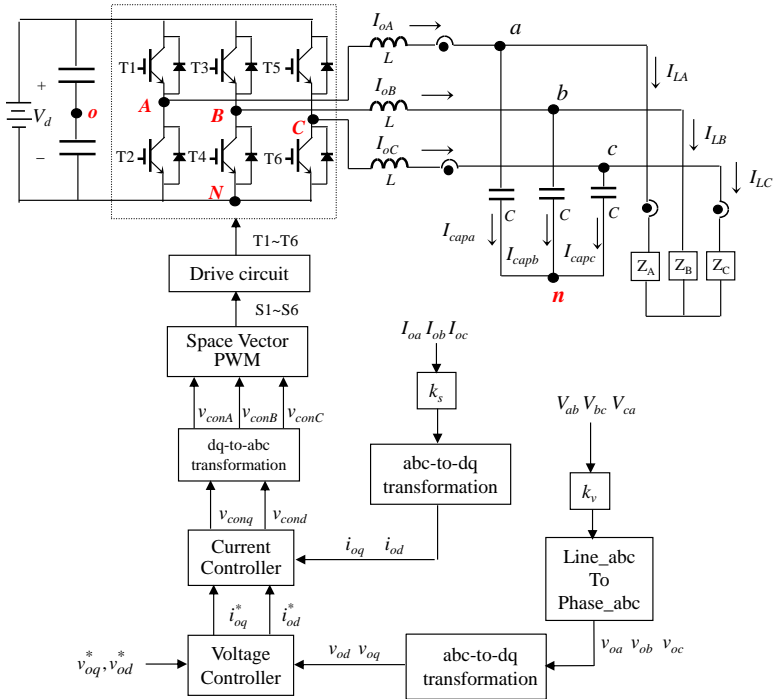 I_oA
L
a
I_LA
T1
T3
T5
+
V_d
−
o
A
B
C
I_oB
L
b
I_LB
T2
T4
T6
I_oC
L
c
I_LC
N
C
C
C
I_capa
I_capb
I_capc
n
Z_A
Z_B
Z_C
T1~T6
Drive circuit
S1~S6
Space Vector
PWM
v_conA v_conB v_conC
dq-to-abc
transformation
v_conq v_cond
Current
Controller
i*_oq i*_od
Voltage
Controller
v*_oq, v*_od
I_oa I_ob I_oc
k_s
abc-to-dq
transformation
i_oq i_od
V_ab V_bc V_ca
k_v
Line_abc
To
Phase_abc
v_oa v_ob v_oc
abc-to-dq
transformation
v_od v_oq